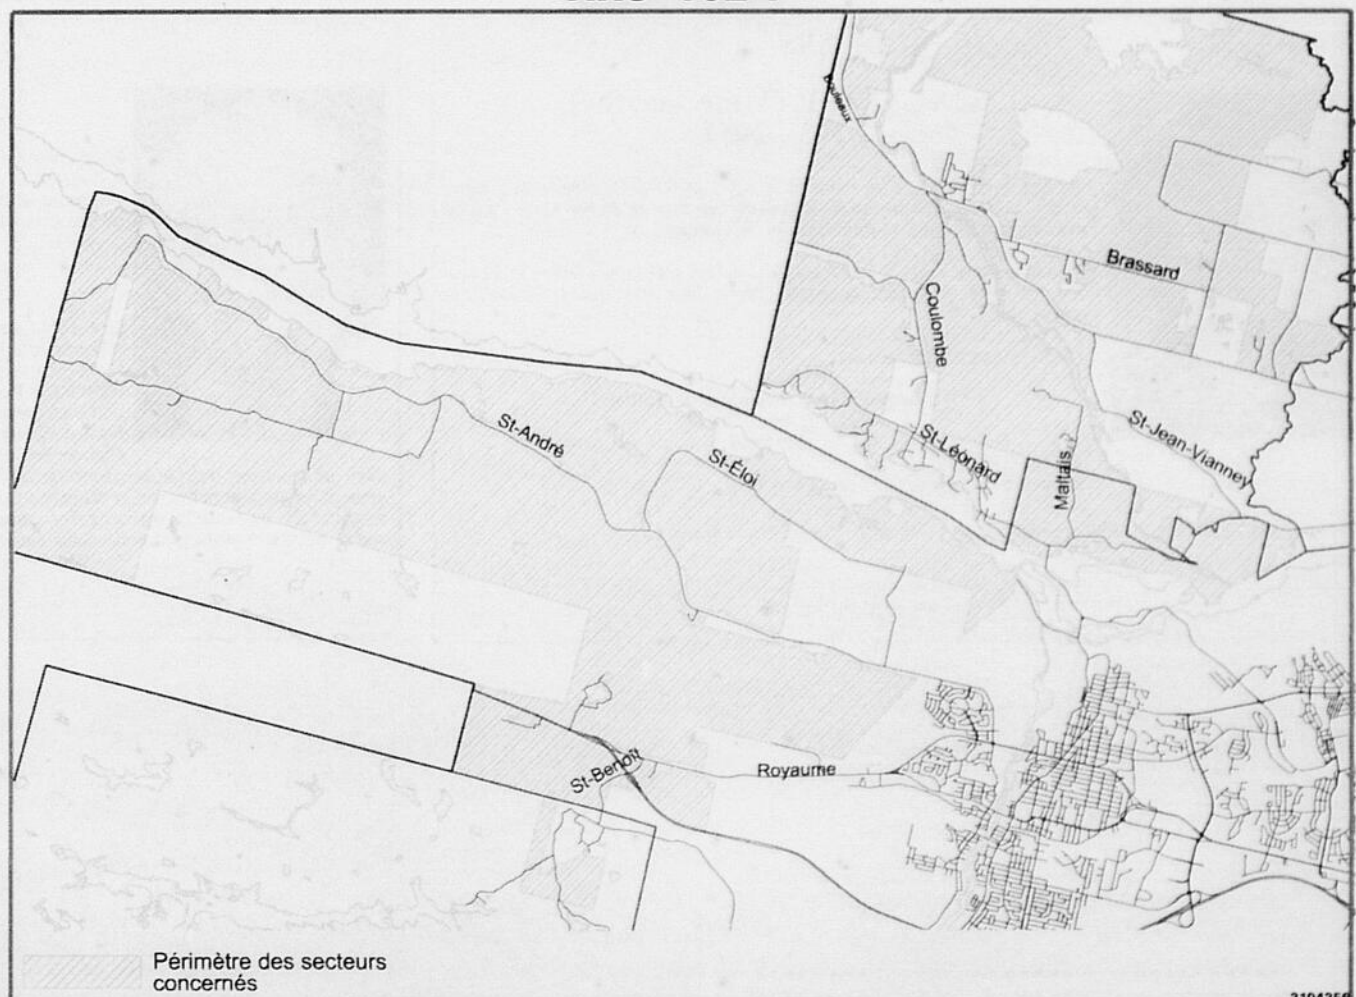 Bouleaux
Brassard
Coulombe
St-André
St-Éloi
St-Léonard
St-Jean-Vianney
Maltais
St-Benoît
Royaume
Périmètre des secteurs
concernés